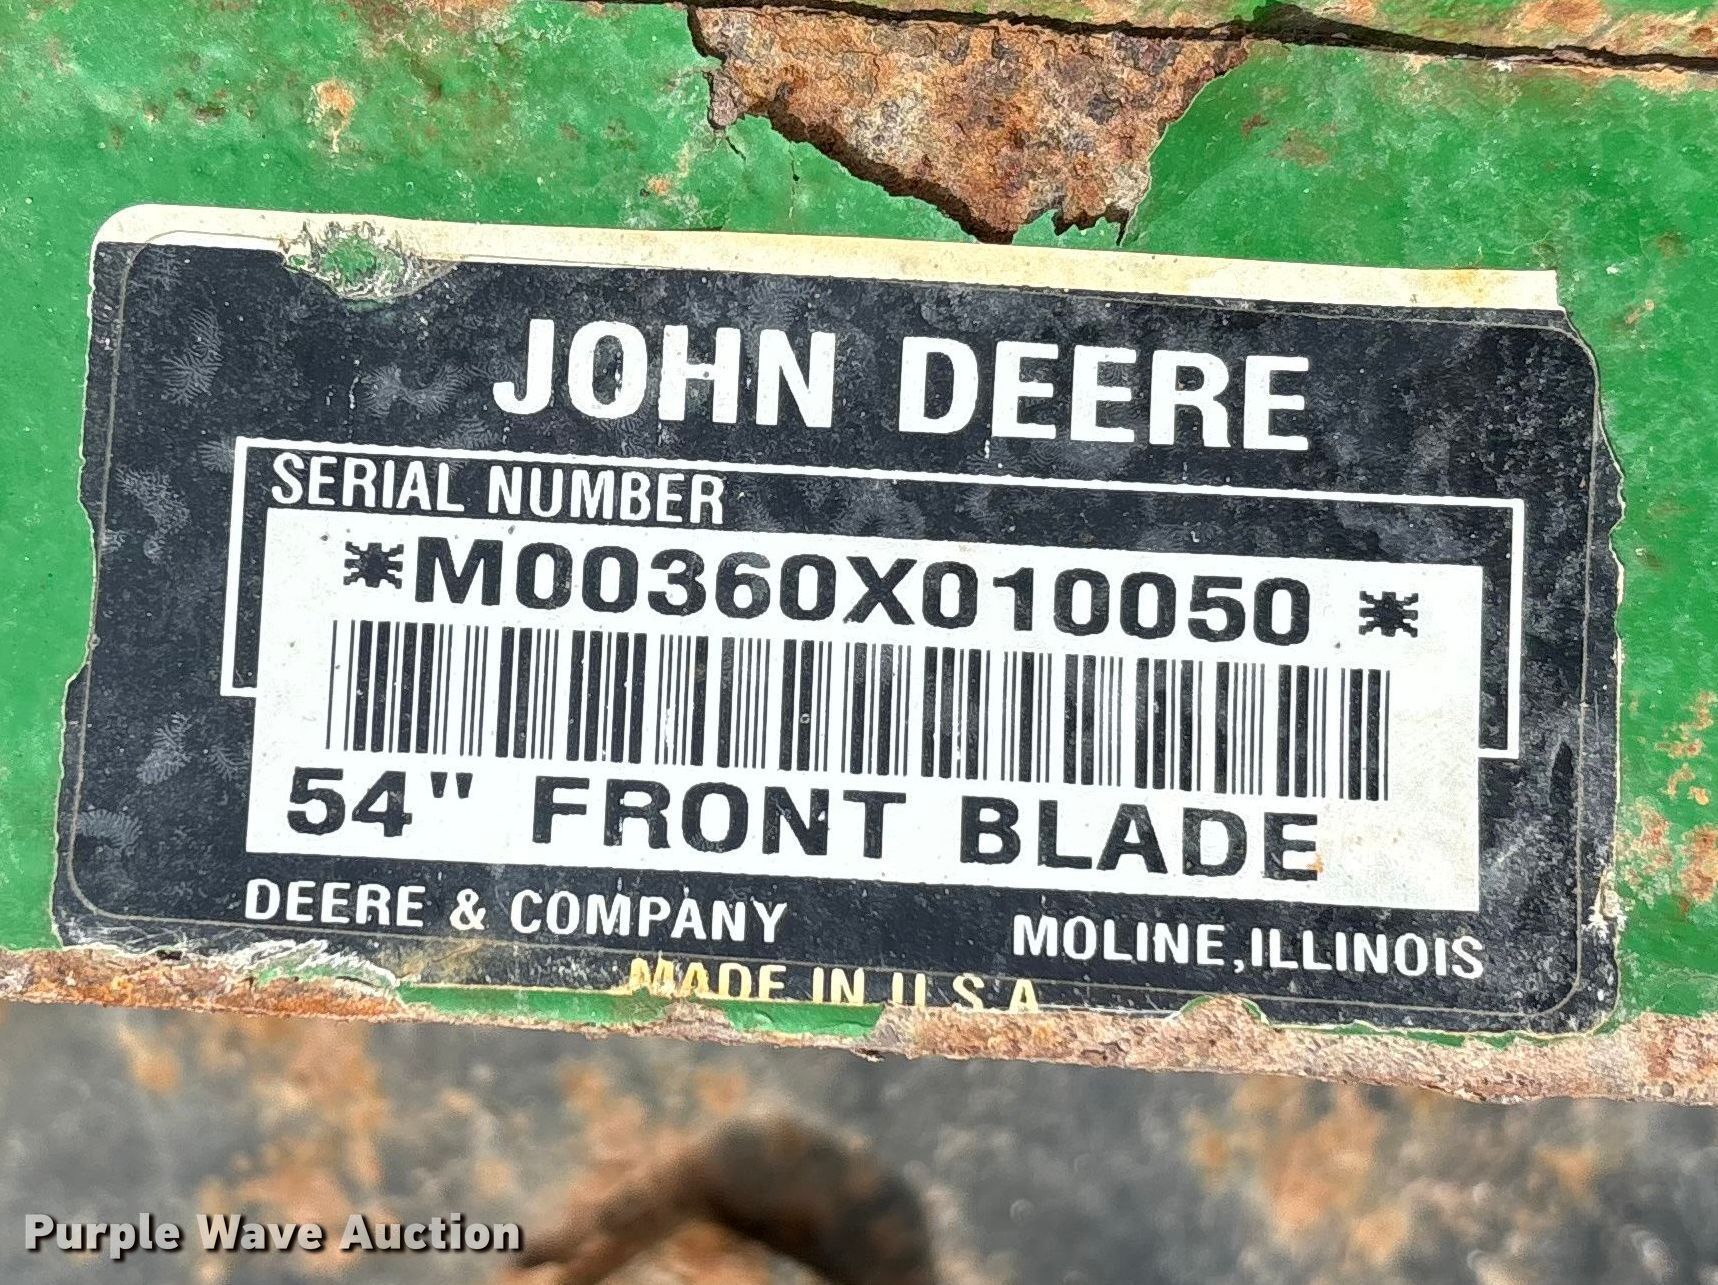 JOHN DEERE
SERIAL NUMBER
*M00360X010050 *
54" FRONT BLADE
DEERE & COMPANY MOLINE, ILLINOIS
MADE IN U.S.A
Purple Wave Auction